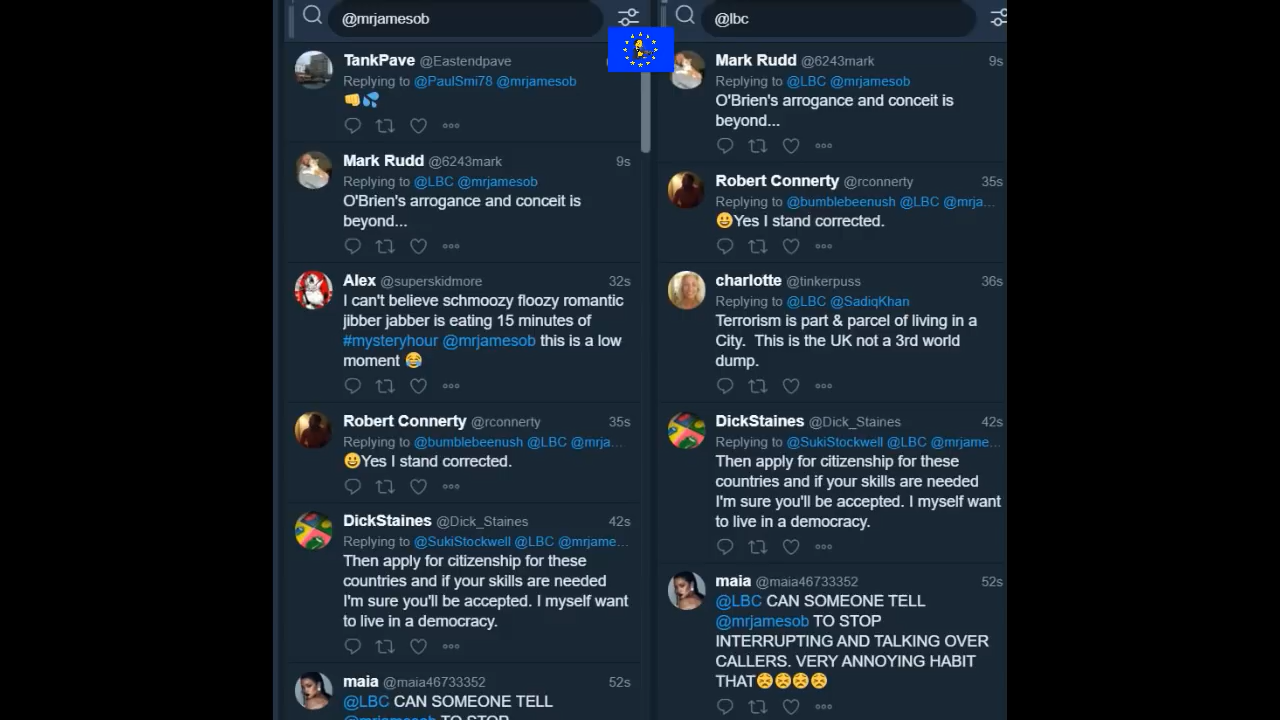 @mrjamesob
TankPave @Eastendpave
Replying to @PaulSmi78 @mrjamesob
👊💦
Mark Rudd @6243mark 9s
Replying to @LBC @mrjamesob
O'Brien's arrogance and conceit is
beyond...
Alex @superskidmore 32s
I can't believe schmoozy floozy romantic
jibber jabber is eating 15 minutes of
#mysteryhour @mrjamesob this is a low
moment 😂
Robert Connerty @rconnerty 35s
Replying to @bumblebeenush @LBC @mrja...
😀Yes I stand corrected.
DickStaines @Dick_Staines 42s
Replying to @SukiStockwell @LBC @mrjame...
Then apply for citizenship for these
countries and if your skills are needed
I'm sure you'll be accepted. I myself want
to live in a democracy.
maia @maia46733352 52s
@LBC CAN SOMEONE TELL
@mrjamesob TO STOP
@lbc
Mark Rudd @6243mark 9s
Replying to @LBC @mrjamesob
O'Brien's arrogance and conceit is
beyond...
Robert Connerty @rconnerty 35s
Replying to @bumblebeenush @LBC @mrja...
😀Yes I stand corrected.
charlotte @tinkerpuss 36s
Replying to @LBC @SadiqKhan
Terrorism is part & parcel of living in a
City.  This is the UK not a 3rd world
dump.
DickStaines @Dick_Staines 42s
Replying to @SukiStockwell @LBC @mrjame...
Then apply for citizenship for these
countries and if your skills are needed
I'm sure you'll be accepted. I myself want
to live in a democracy.
maia @maia46733352 52s
@LBC CAN SOMEONE TELL
@mrjamesob TO STOP
INTERRUPTING AND TALKING OVER
CALLERS. VERY ANNOYING HABIT
THAT😣😣😣😣